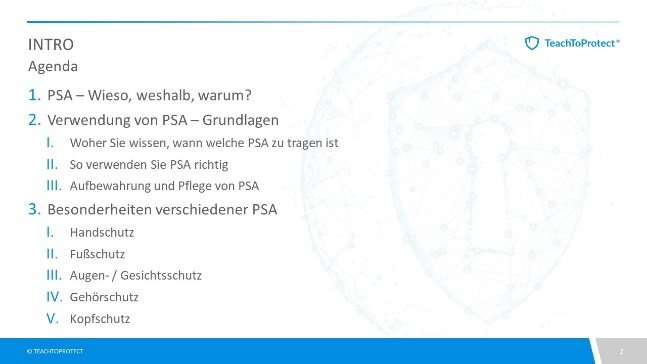 INTRO
TeachToProtect®
Agenda
1. PSA – Wieso, weshalb, warum?
2. Verwendung von PSA – Grundlagen
I. Woher Sie wissen, wann welche PSA zu tragen ist
II. So verwenden Sie PSA richtig
III. Aufbewahrung und Pflege von PSA
3. Besonderheiten verschiedener PSA
I. Handschutz
II. Fußschutz
III. Augen- / Gesichtsschutz
IV. Gehörschutz
V. Kopfschutz
© TEACHTOPROTECT
2